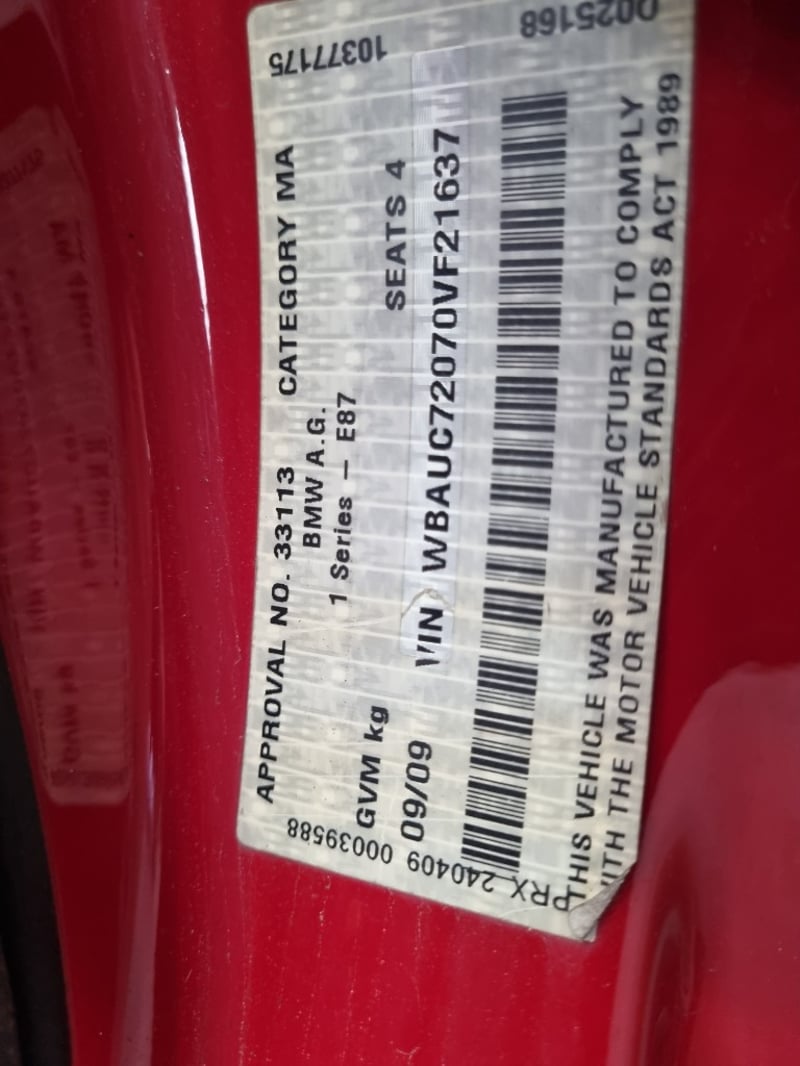 APPROVAL NO. 33113 CATEGORY MA
BMW A.G.
1 Series – E87
GVM kg SEATS 4
09/09 VIN WBAUC72070VF21637
THIS VEHICLE WAS MANUFACTURED TO COMPLY
WITH THE MOTOR VEHICLE STANDARDS ACT 1989
10377175
D025168
00039588
240409
PRX